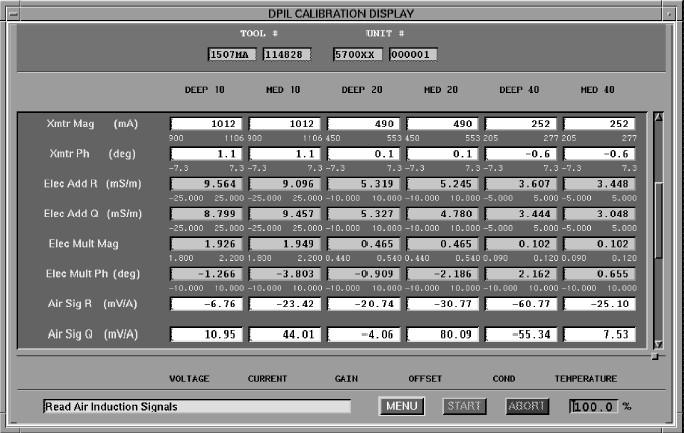 DPIL CALIBRATION DISPLAY
TOOL # UNIT #
1507MA 114828 5700XX 000001
DEEP 10 MED 10 DEEP 20 MED 20 DEEP 40 MED 40
Xmtr Mag (mA) 1012 1012 490 490 252 252
900 1106 900 1106 450 553 450 553 205 277 205 277
Xmtr Ph (deg) 1.1 1.1 0.1 0.1 -0.6 -0.6
-7.3 7.3 -7.3 7.3 -7.3 7.3 -7.3 7.3 -7.3 7.3 -7.3 7.3
Elec Add R (mS/m) 9.564 9.096 5.319 5.245 3.607 3.448
-25.000 25.000 -25.000 25.000 -10.000 10.000 -10.000 10.000 -5.000 5.000 -5.000 5.000
Elec Add Q (mS/m) 8.799 9.457 5.327 4.780 3.444 3.048
-25.000 25.000 -25.000 25.000 -10.000 10.000 -10.000 10.000 -5.000 5.000 -5.000 5.000
Elec Mult Mag 1.926 1.949 0.465 0.465 0.102 0.102
1.800 2.200 1.800 2.200 0.440 0.540 0.440 0.540 0.090 0.120 0.090 0.120
Elec Mult Ph (deg) -1.266 -3.803 -0.909 -2.186 2.162 0.655
-10.000 10.000 -10.000 10.000 -10.000 10.000 -10.000 10.000 -10.000 10.000 -10.000 10.000
Air Sig R (mV/A) -6.76 -23.42 -20.74 -30.77 -60.77 -25.10
Air Sig Q (mV/A) 10.95 44.01 -4.06 80.09 -55.34 7.53
VOLTAGE CURRENT GAIN OFFSET COND TEMPERATURE
Read Air Induction Signals MENU START ABORT 100.0 %